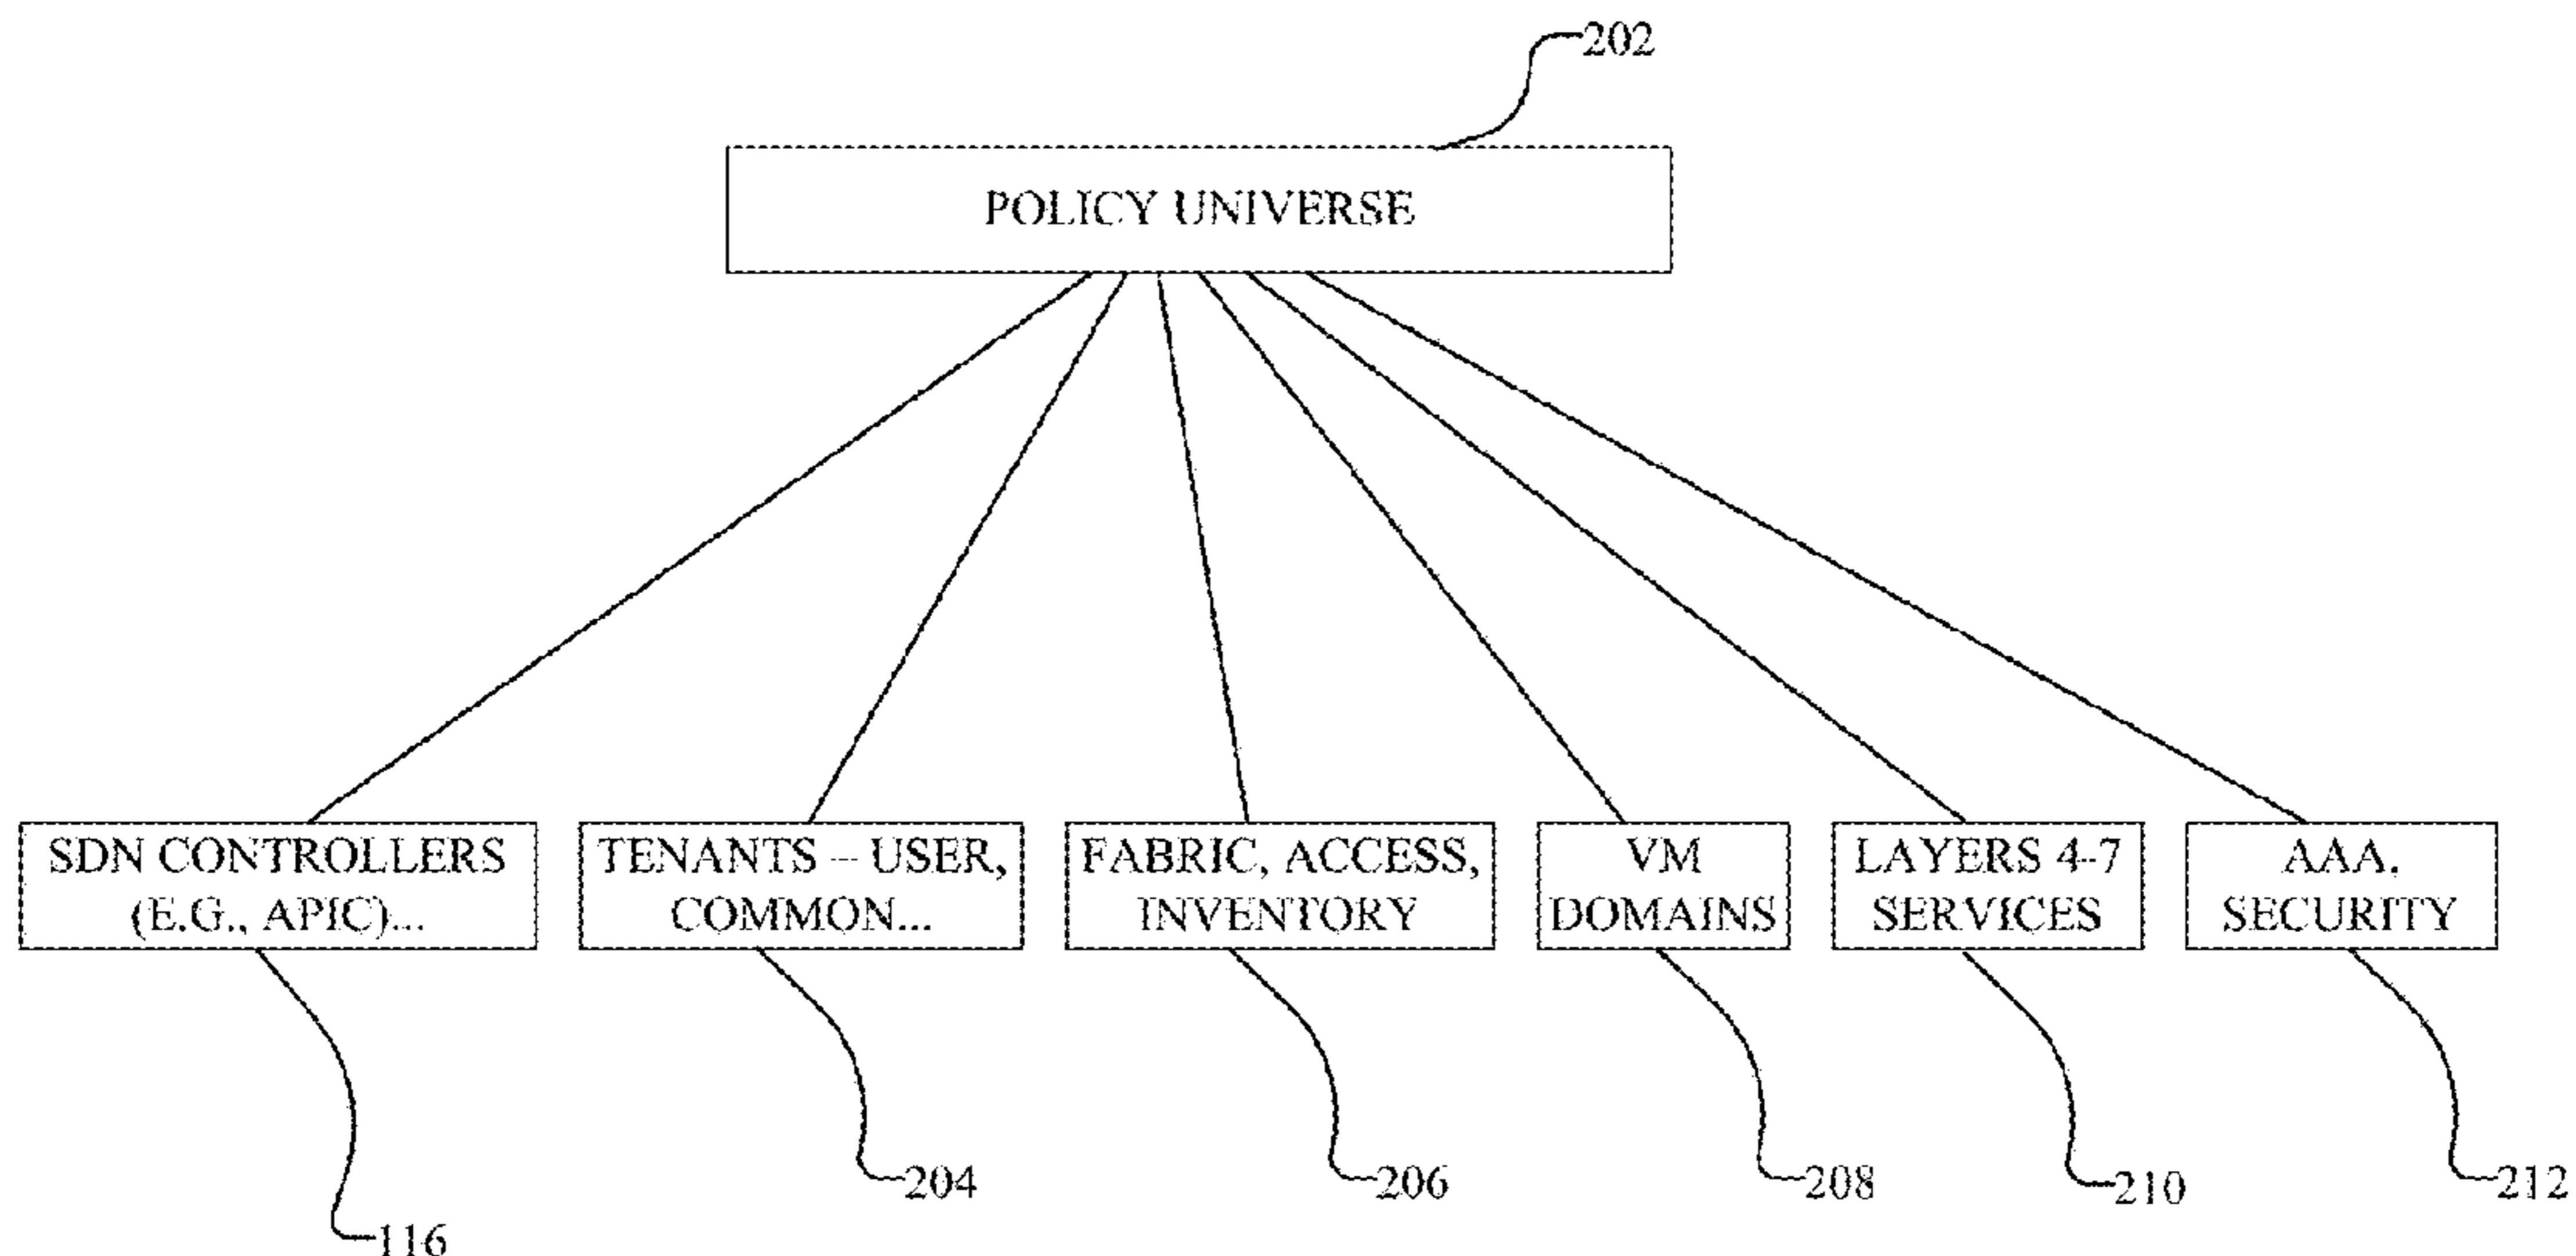 202
POLICY UNIVERSE
SDN CONTROLLERS
(E.G., APIC)...
TENANTS – USER,
COMMON...
FABRIC, ACCESS,
INVENTORY
VM
DOMAINS
LAYERS 4-7
SERVICES
AAA,
SECURITY
116
204
206
208
210
212